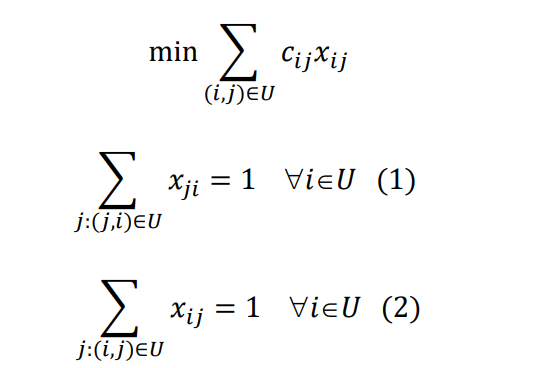 min ∑ c_{ij}x_{ij}
(i,j)∈U
∑ x_{ji} = 1 ∀i∈U (1)
j:(j,i)∈U
∑ x_{ij} = 1 ∀i∈U (2)
j:(i,j)∈U